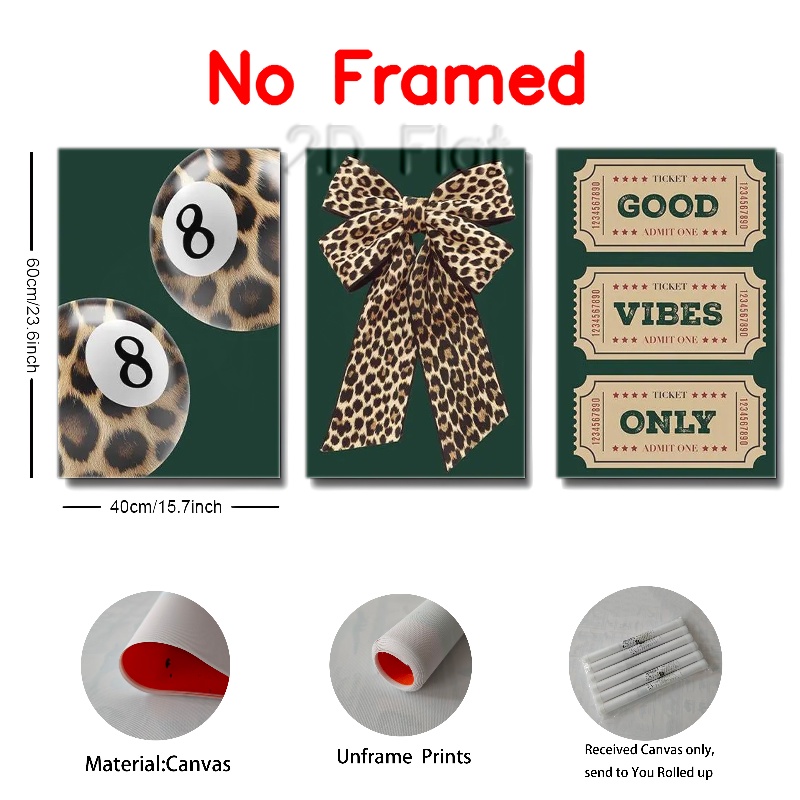 No Framed
2D Flat
60cm/23.6inch
40cm/15.7inch
8
8
TICKET
GOOD
ADMIT ONE
1234567890
1234567890
TICKET
VIBES
ADMIT ONE
1234567890
1234567890
TICKET
ONLY
ADMIT ONE
1234567890
1234567890
Material:Canvas
Unframe Prints
Received Canvas only,
send to You Rolled up